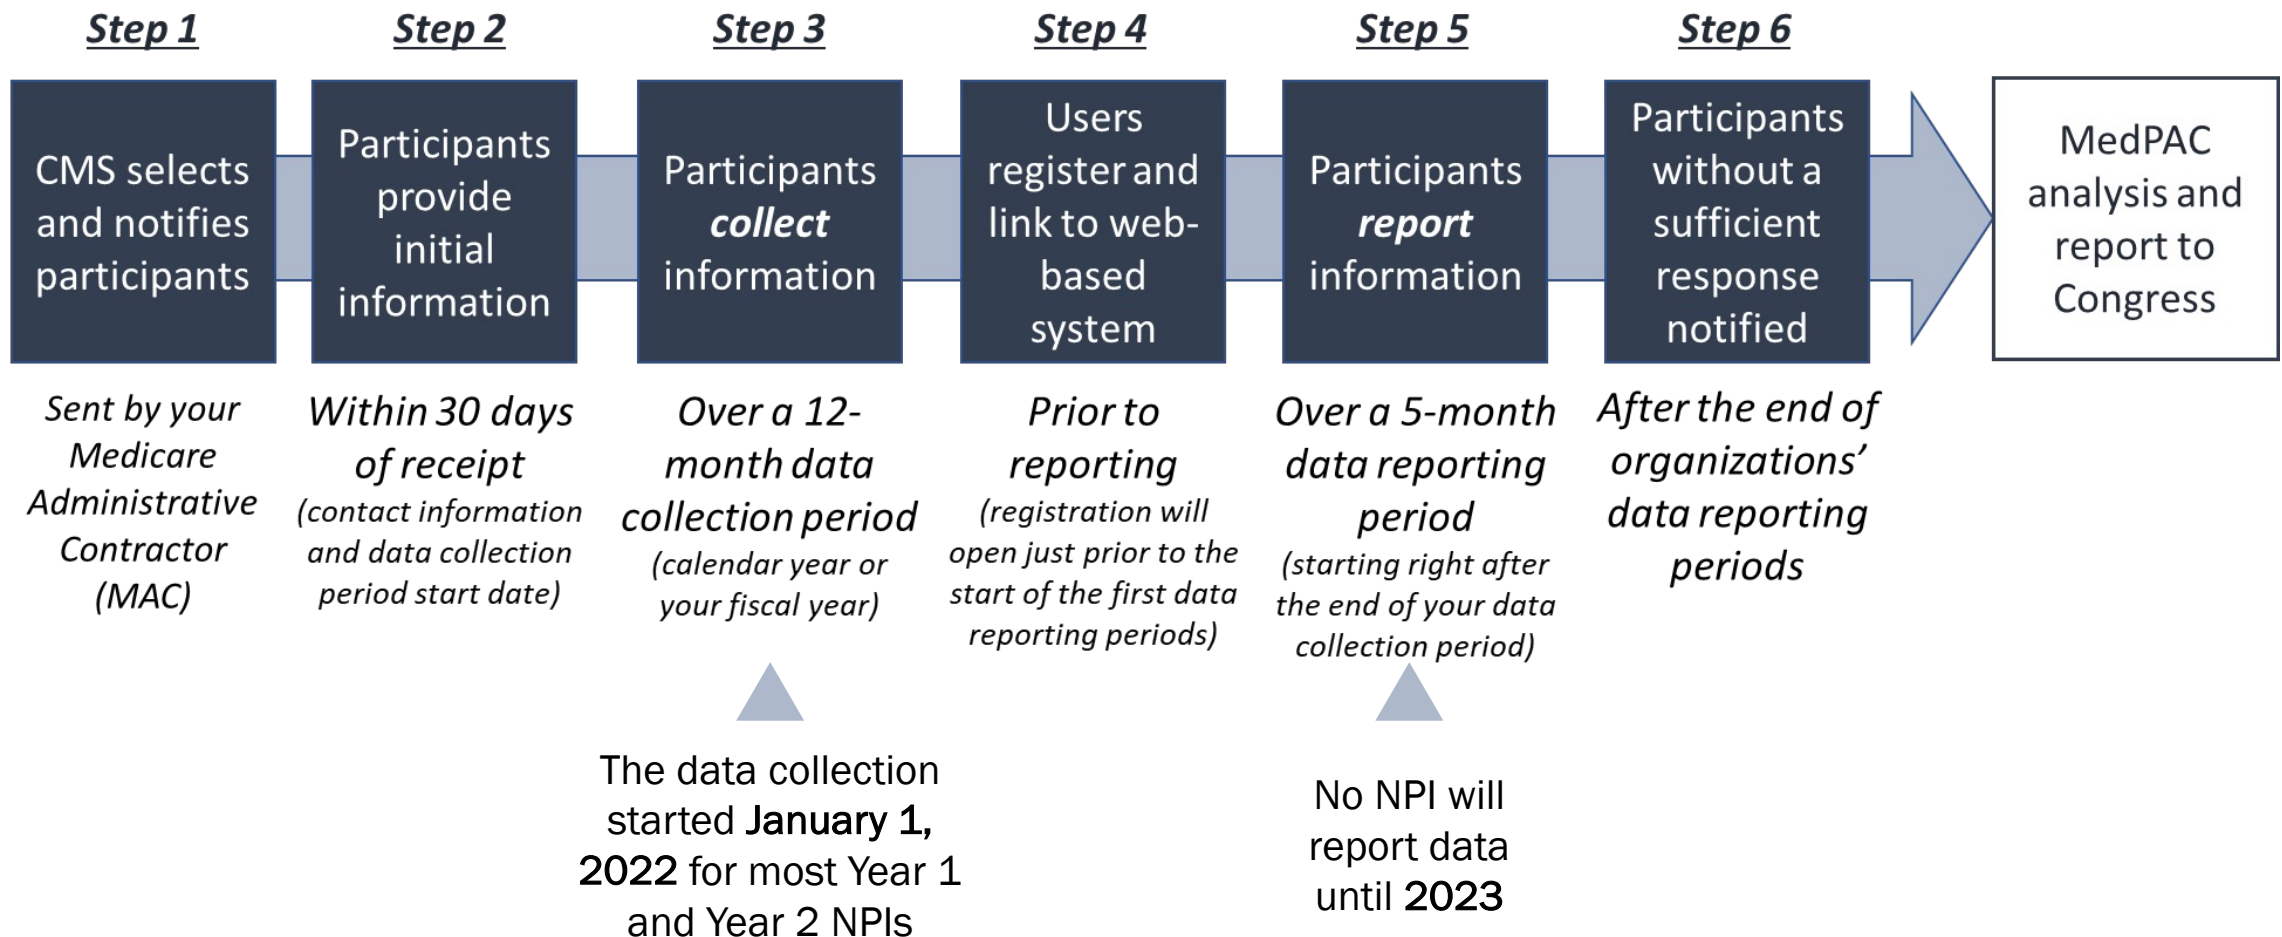 Step 1
CMS selects
and notifies
participants
Sent by your
Medicare
Administrative
Contractor
(MAC)
Step 2
Participants
provide
initial
information
Within 30 days
of receipt
(contact information
and data collection
period start date)
Step 3
Participants
collect
information
Over a 12-
month data
collection period
(calendar year or
your fiscal year)
The data collection
started January 1,
2022 for most Year 1
and Year 2 NPIs
Step 4
Users
register and
link to web-
based
system
Prior to
reporting
(registration will
open just prior to the
start of the first data
reporting periods)
Step 5
Participants
report
information
Over a 5-month
data reporting
period
(starting right after
the end of your data
collection period)
No NPI will
report data
until 2023
Step 6
Participants
without a
sufficient
response
notified
After the end of
organizations’
data reporting
periods
MedPAC
analysis and
report to
Congress